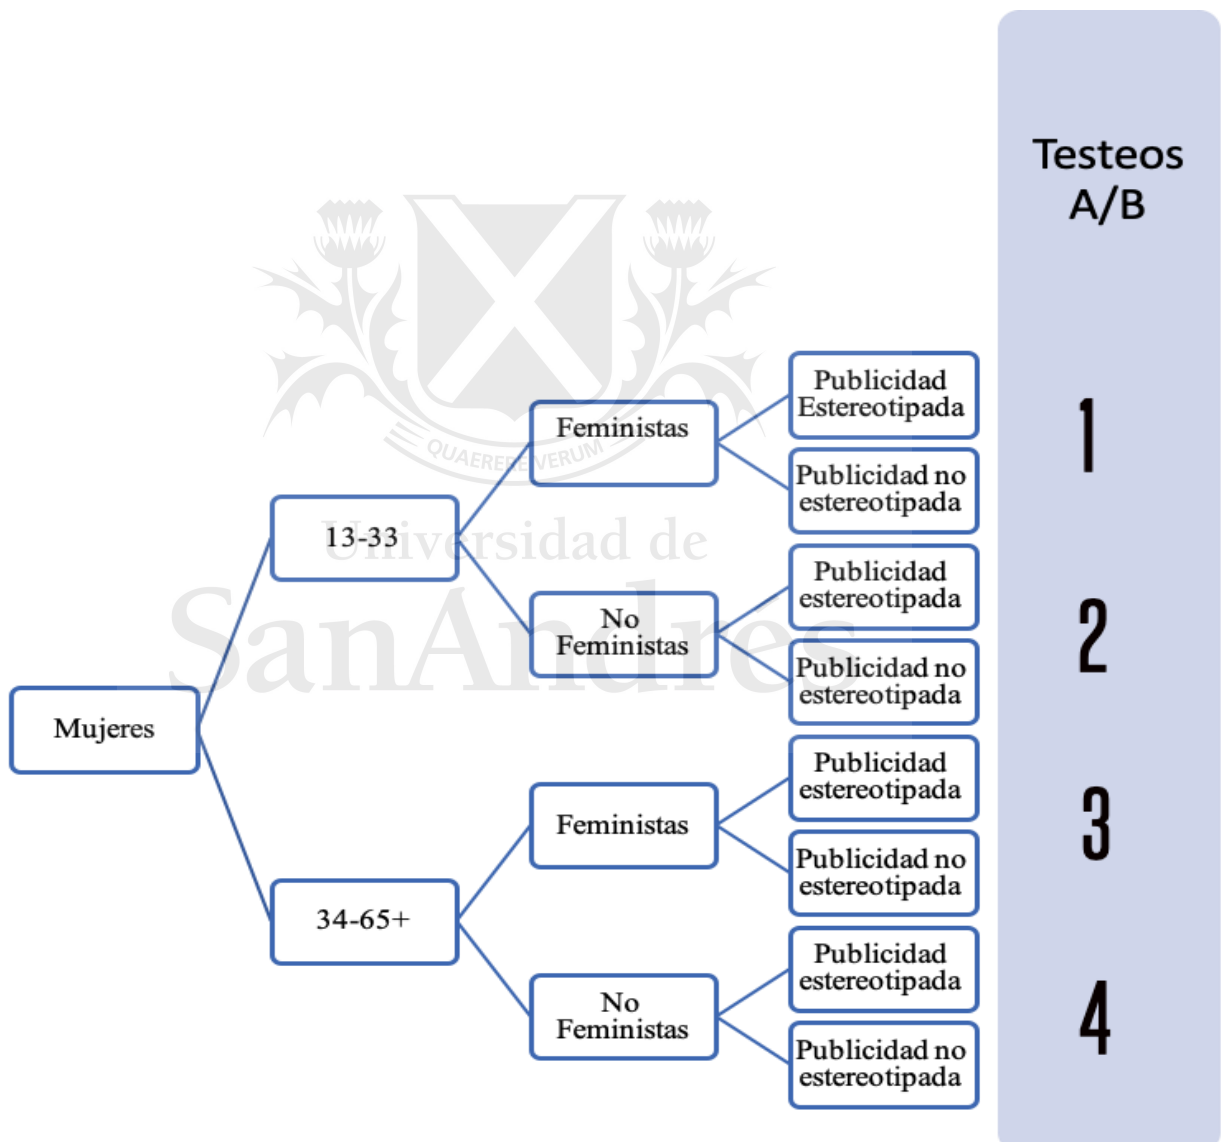 Testeos
A/B
QUAERERE VERUM
Universidad de
SanAndrés
Mujeres
13-33
34-65+
Feministas
No
Feministas
Feministas
No
Feministas
Publicidad
Estereotipada
Publicidad no
estereotipada
Publicidad
estereotipada
Publicidad no
estereotipada
Publicidad
estereotipada
Publicidad no
estereotipada
Publicidad
estereotipada
Publicidad no
estereotipada
1
2
3
4